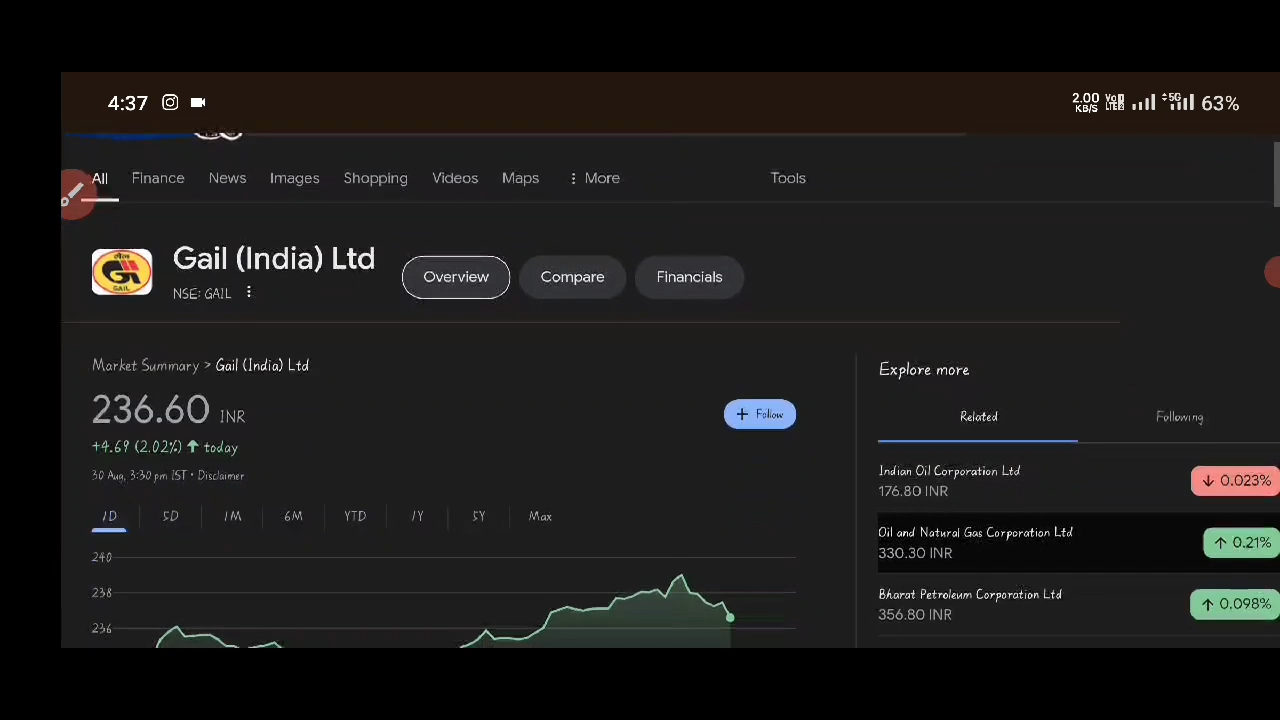 4:37
2.00 KB/S Vo LTE 5G 63%
All Finance News Images Shopping Videos Maps More Tools
Gail (India) Ltd
NSE: GAIL
Overview Compare Financials
गेल
GAIL
Market Summary > Gail (India) Ltd
236.60 INR
+ Follow
+4.69 (2.02%) ↑ today
30 Aug, 3:30 pm IST • Disclaimer
1D 5D 1M 6M YTD 1Y 5Y Max
240
238
236
Explore more
Related Following
Indian Oil Corporation Ltd
176.80 INR
↓ 0.023%
Oil and Natural Gas Corporation Ltd
330.30 INR
↑ 0.21%
Bharat Petroleum Corporation Ltd
356.80 INR
↑ 0.098%